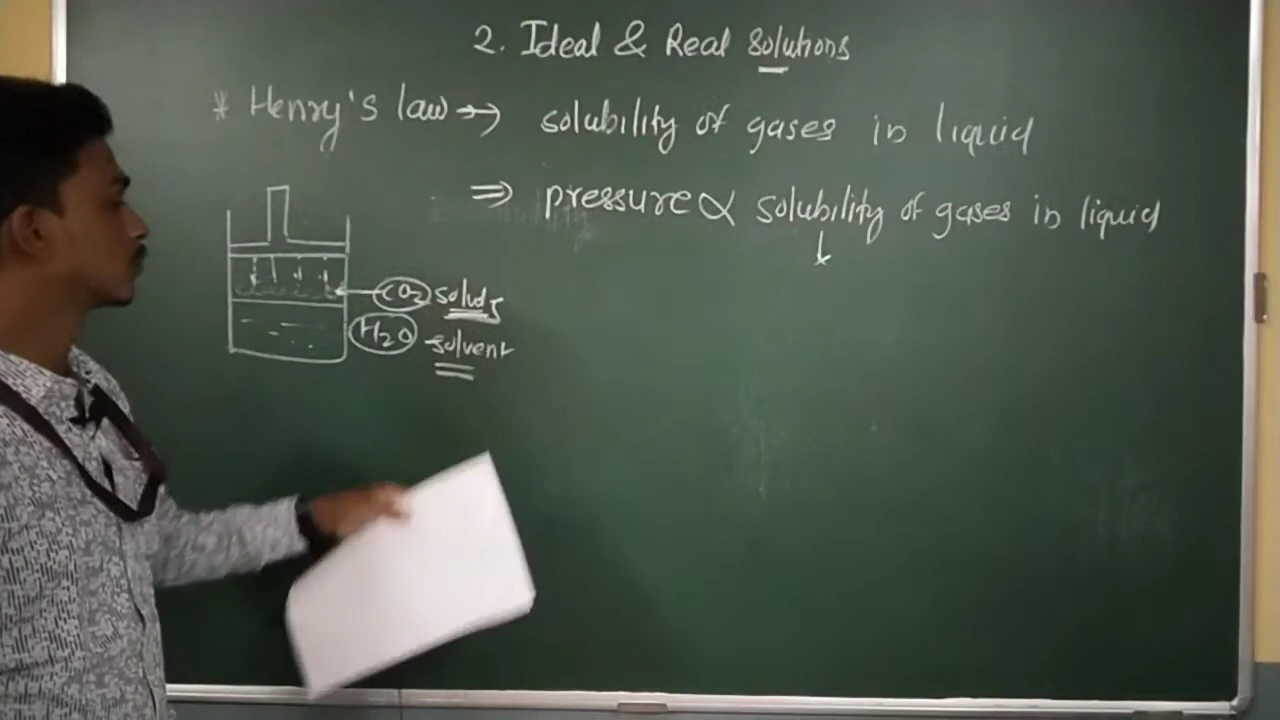 2. Ideal & Real Solutions
* Henry's law → solubility of gases in liquid
⇒ pressure ∝ solubility of gases in liquid
CO2 solute
H2O solvent